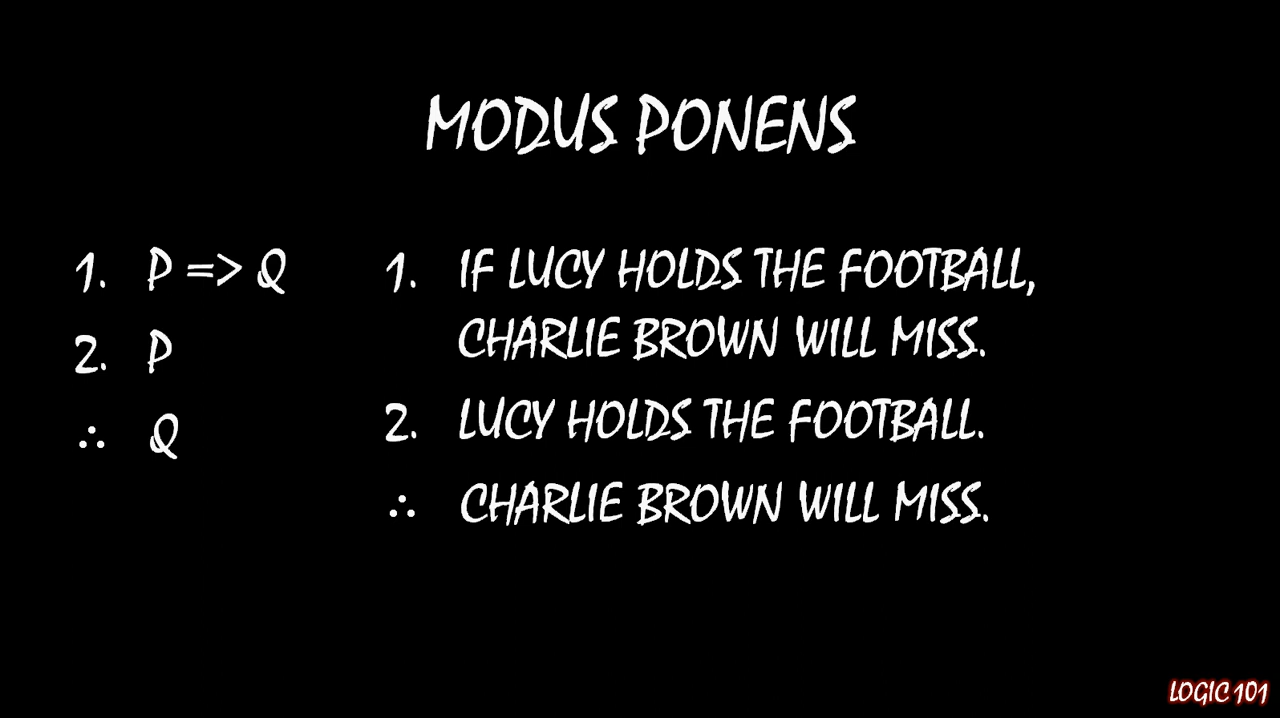 MODUS PONENS
1. P => Q
2. P
∴ Q
1. IF LUCY HOLDS THE FOOTBALL,
CHARLIE BROWN WILL MISS.
2. LUCY HOLDS THE FOOTBALL.
∴ CHARLIE BROWN WILL MISS.
LOGIC 101